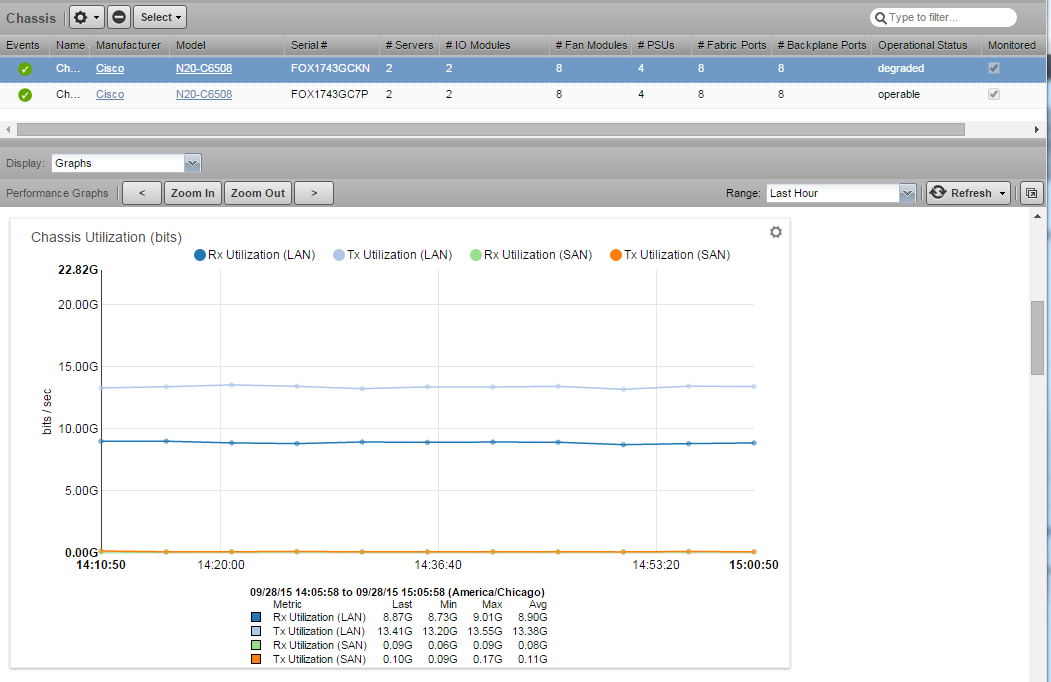 Chassis Select Type to filter...
Events Name Manufacturer Model Serial # # Servers # IO Modules # Fan Modules # PSUs # Fabric Ports # Backplane Ports Operational Status Monitored
Ch... Cisco N20-C6508 FOX1743GCKN 2 2 8 4 8 8 degraded
Ch... Cisco N20-C6508 FOX1743GC7P 2 2 8 4 8 8 operable
Display: Graphs
Performance Graphs < Zoom In Zoom Out > Range: Last Hour Refresh
Chassis Utilization (bits)
Rx Utilization (LAN) Tx Utilization (LAN) Rx Utilization (SAN) Tx Utilization (SAN)
22.82G
20.00G
15.00G
bits / sec
10.00G
5.00G
0.00G
14:10:50 14:20:00 14:36:40 14:53:20 15:00:50
09/28/15 14:05:58 to 09/28/15 15:05:58 (America/Chicago)
Metric Last Min Max Avg
Rx Utilization (LAN) 8.87G 8.73G 9.01G 8.90G
Tx Utilization (LAN) 13.41G 13.20G 13.55G 13.38G
Rx Utilization (SAN) 0.09G 0.06G 0.09G 0.08G
Tx Utilization (SAN) 0.10G 0.09G 0.17G 0.11G